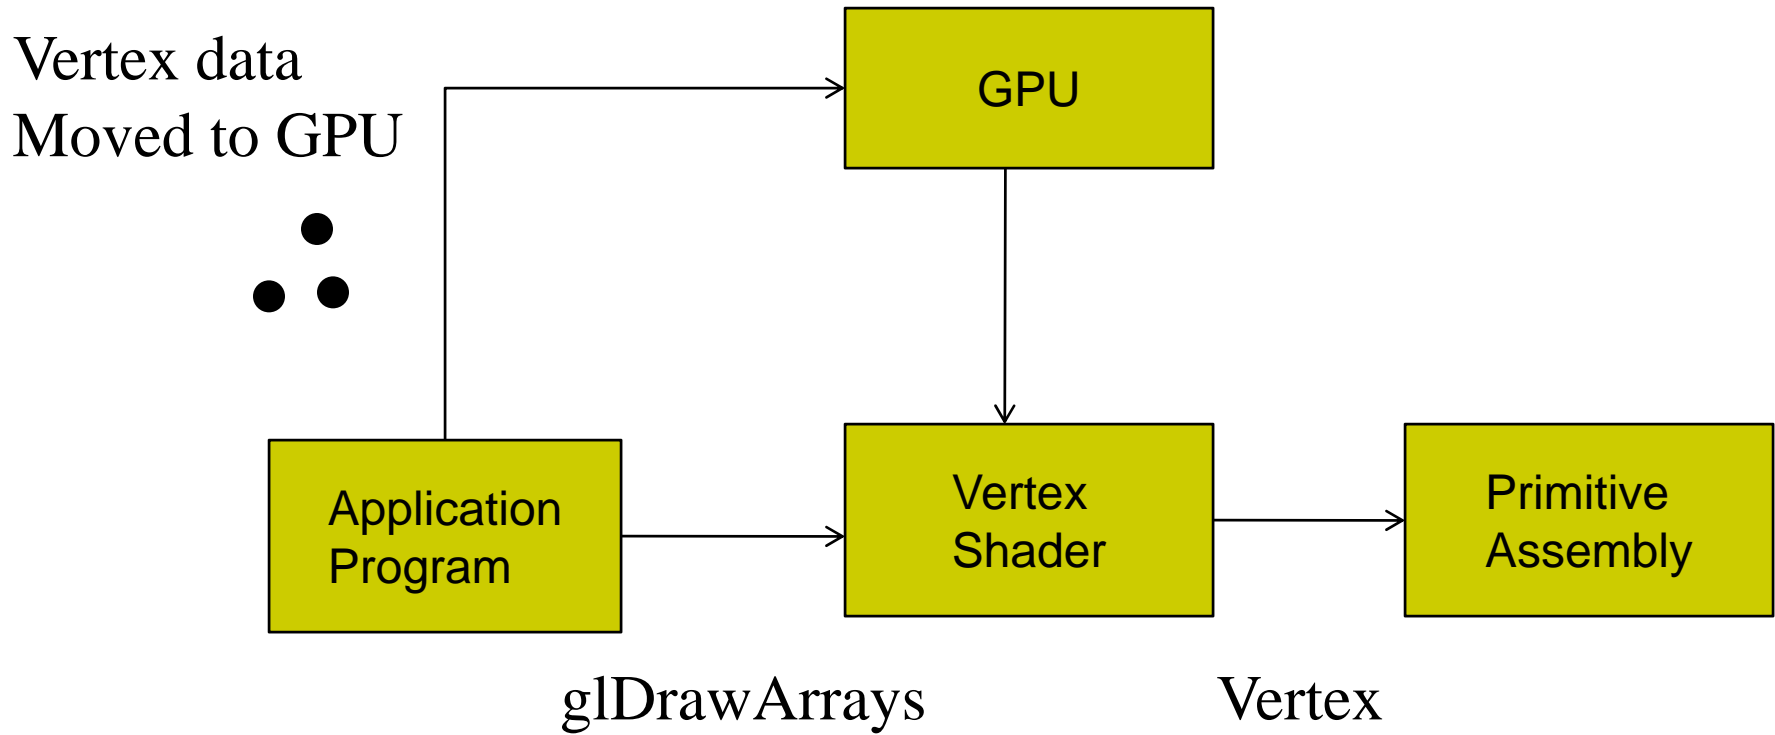 Vertex data
Moved to GPU
GPU
Application
Program
Vertex
Shader
Primitive
Assembly
glDrawArrays
Vertex